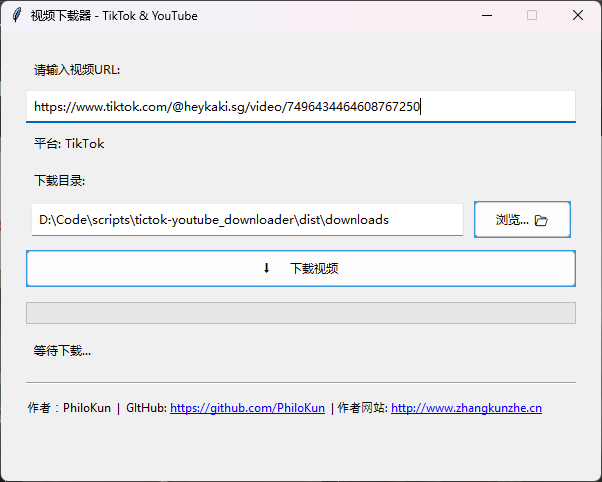 视频下载器 - TikTok & YouTube
请输入视频URL:
https://www.tiktok.com/@heykaki.sg/video/7496434464608767250
平台: TikTok
下载目录:
D:\Code\scripts\tictok-youtube_downloader\dist\downloads
浏览...
下载视频
等待下载...
作者：PhiloKun | GItHub: https://github.com/PhiloKun | 作者网站: http://www.zhangkunzhe.cn